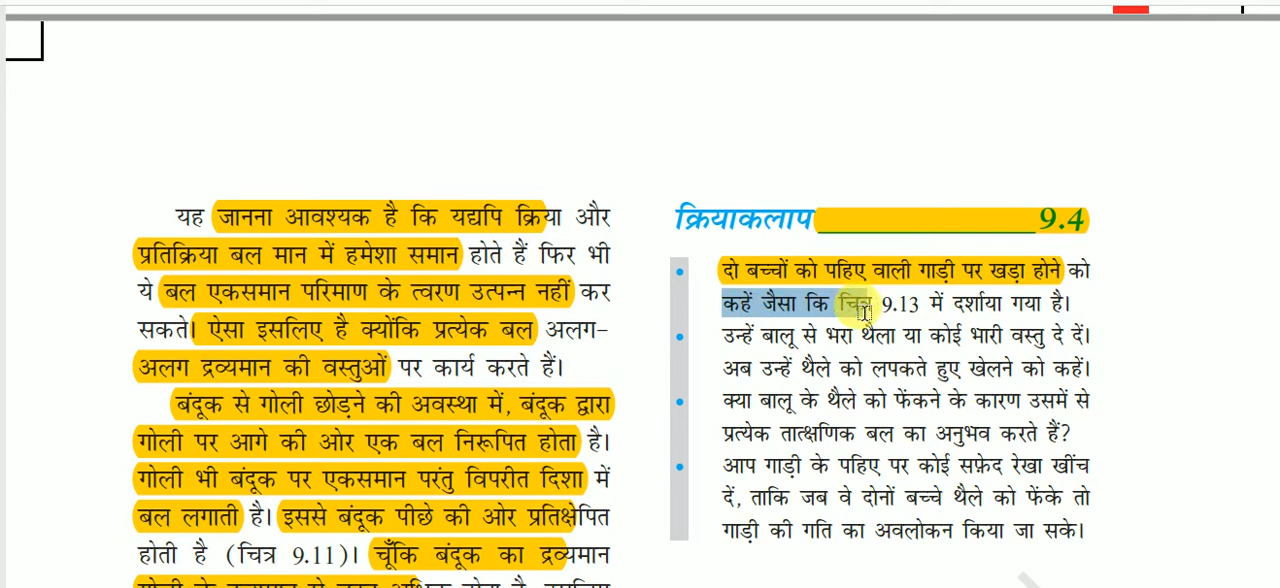 यह जानना आवश्यक है कि यद्यपि क्रिया और
प्रतिक्रिया बल मान में हमेशा समान होते हैं फिर भी
ये बल एकसमान परिमाण के त्वरण उत्पन्न नहीं कर
सकते। ऐसा इसलिए है क्योंकि प्रत्येक बल अलग-
अलग द्रव्यमान की वस्तुओं पर कार्य करते हैं।
बंदूक से गोली छोड़ने की अवस्था में, बंदूक द्वारा
गोली पर आगे की ओर एक बल निरूपित होता है।
गोली भी बंदूक पर एकसमान परंतु विपरीत दिशा में
बल लगाती है। इससे बंदूक पीछे की ओर प्रतिक्षेपित
होती है (चित्र 9.11)। चूँकि बंदूक का द्रव्यमान
क्रियाकलाप 9.4
• दो बच्चों को पहिए वाली गाड़ी पर खड़ा होने को
कहें जैसा कि चित्र 9.13 में दर्शाया गया है।
• उन्हें बालू से भरा थैला या कोई भारी वस्तु दे दें।
अब उन्हें थैले को लपकते हुए खेलने को कहें।
• क्या बालू के थैले को फेंकने के कारण उसमें से
प्रत्येक तात्क्षणिक बल का अनुभव करते हैं?
• आप गाड़ी के पहिए पर कोई सफ़ेद रेखा खींच
दें, ताकि जब वे दोनों बच्चे थैले को फेंके तो
गाड़ी की गति का अवलोकन किया जा सके।